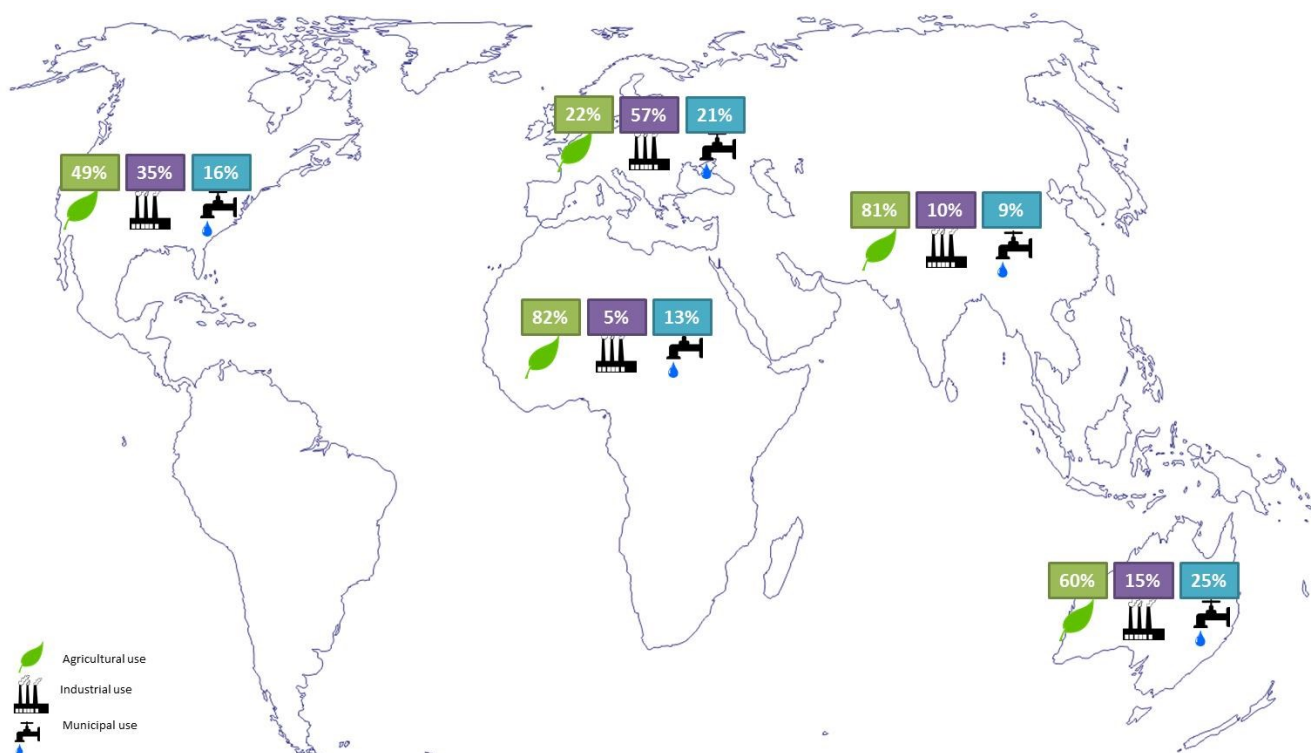 22% 57% 21%
49% 35% 16%
81% 10% 9%
82% 5% 13%
60% 15% 25%
Agricultural use
Industrial use
Municipal use